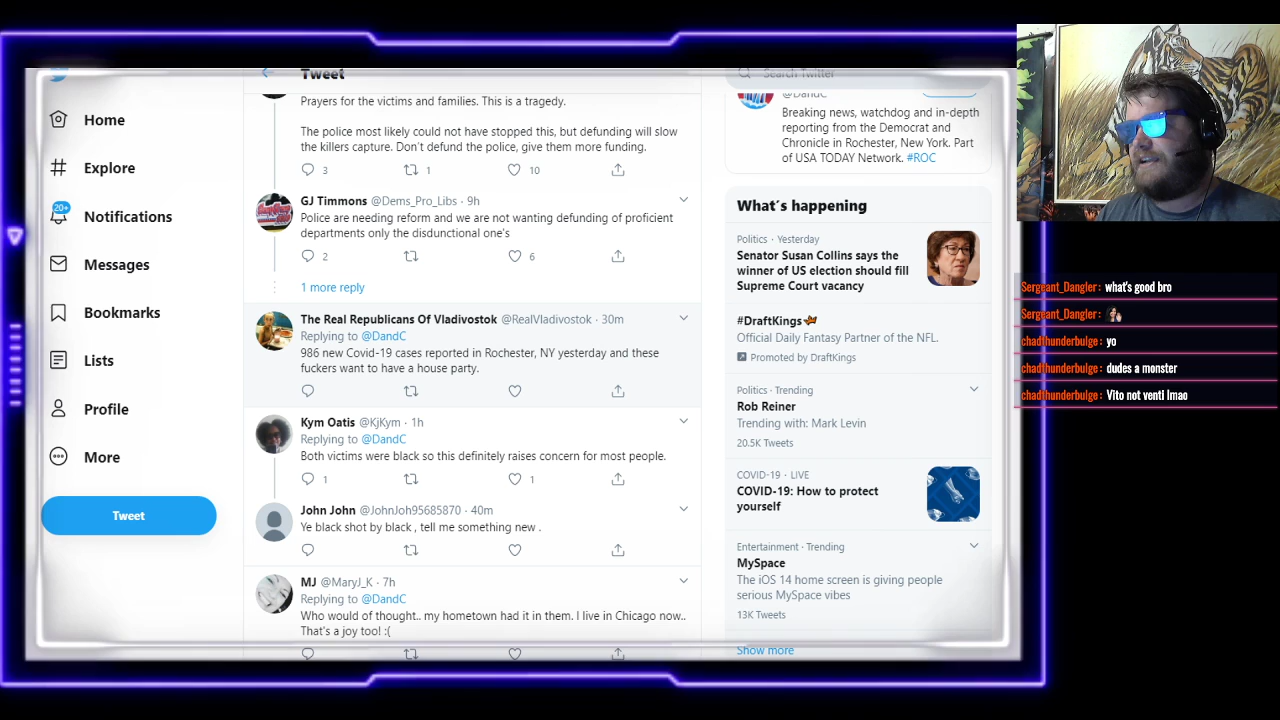 Home
Explore
20+
Notifications
Messages
Bookmarks
Lists
Profile
More
Tweet
Tweet
Prayers for the victims and families. This is a tragedy.
The police most likely could not have stopped this, but defunding will slow
the killers capture. Don't defund the police, give them more funding.
3 1 10
GJ Timmons @Dems_Pro_Libs · 9h
Police are needing reform and we are not wanting defunding of proficient
departments only the disdunctional one's
2 6
1 more reply
The Real Republicans Of Vladivostok @RealVladivostok · 30m
Replying to @DandC
986 new Covid-19 cases reported in Rochester, NY yesterday and these
fuckers want to have a house party.
Kym Oatis @KjKym · 1h
Replying to @DandC
Both victims were black so this definitely raises concern for most people.
1 1
John John @JohnJoh95685870 · 40m
Ye black shot by black , tell me something new .
MJ @MaryJ_K · 7h
Replying to @DandC
Who would of thought.. my hometown had it in them. I live in Chicago now..
That's a joy too! :(
Search Twitter
@DandC
Breaking news, watchdog and in-depth
reporting from the Democrat and
Chronicle in Rochester, New York. Part
of USA TODAY Network. #ROC
What's happening
Politics · Yesterday
Senator Susan Collins says the
winner of US election should fill
Supreme Court vacancy
#DraftKings
Official Daily Fantasy Partner of the NFL.
Promoted by DraftKings
Politics · Trending
Rob Reiner
Trending with: Mark Levin
20.5K Tweets
COVID-19 · LIVE
COVID-19: How to protect
yourself
Entertainment · Trending
MySpace
The iOS 14 home screen is giving people
serious MySpace vibes
13K Tweets
Show more
Sergeant_Dangler: what's good bro
Sergeant_Dangler:
chadthunderbulge: yo
chadthunderbulge: dudes a monster
chadthunderbulge: Vito not venti lmao